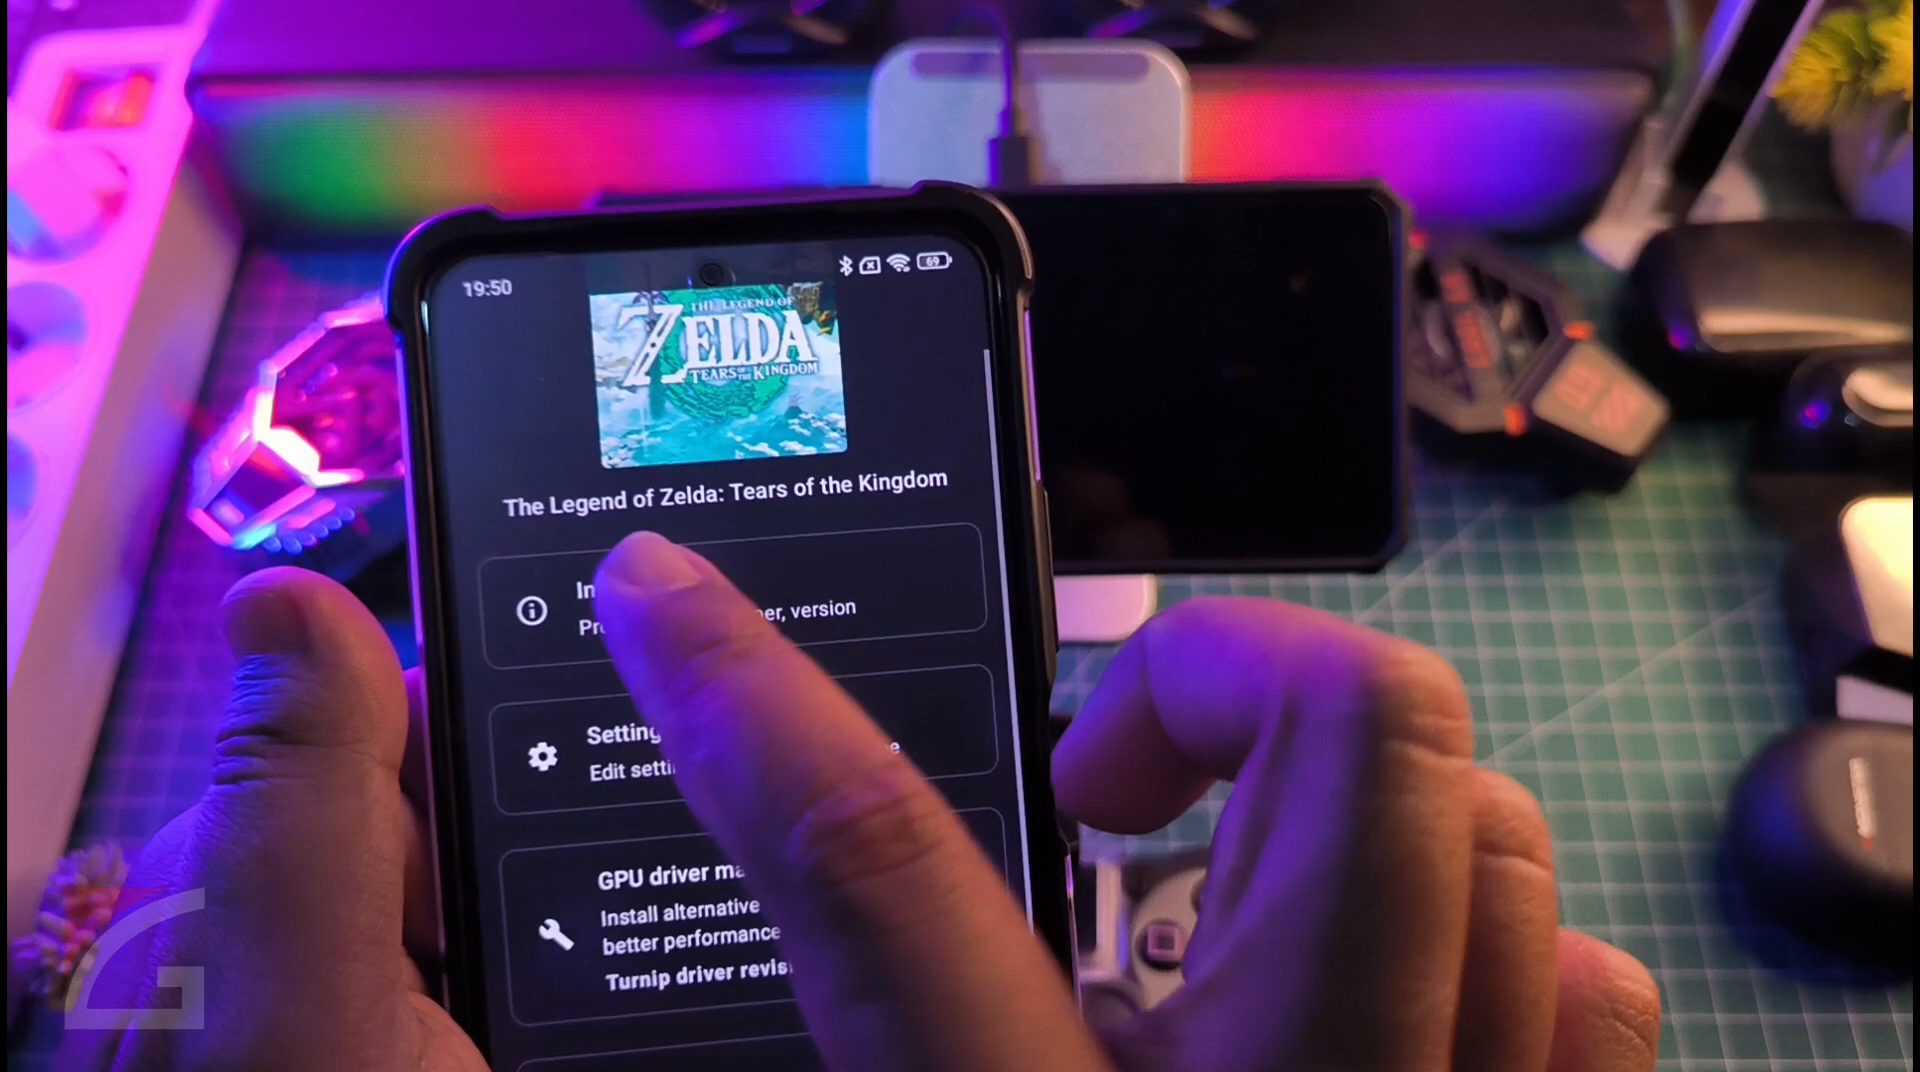 19:50
69
THE LEGEND OF
ZELDA
TEARS OF THE KINGDOM
The Legend of Zelda: Tears of the Kingdom
In
Pr er, version
Setting
Edit setti e
GPU driver ma
Install alternative
better performance
Turnip driver revis